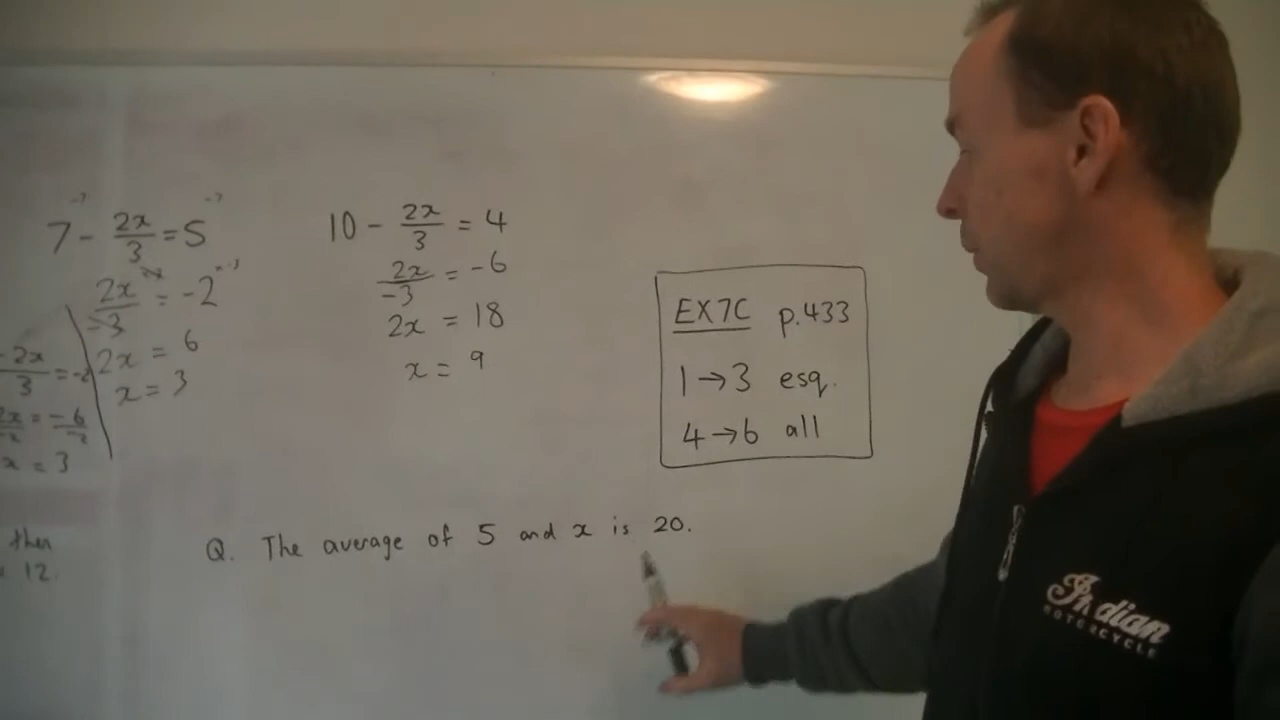 7 - 2x/3 = 5
2x/-3 = -2
2x = 6
x = 3
-2x/3 = -2
x = 3
10 - 2x/3 = 4
2x/-3 = -6
2x = 18
x = 9
EX7C p.433
1→3 esq.
4→6 all
then
12.
Q. The average of 5 and x is 20.
Indian
MOTORCYCLE